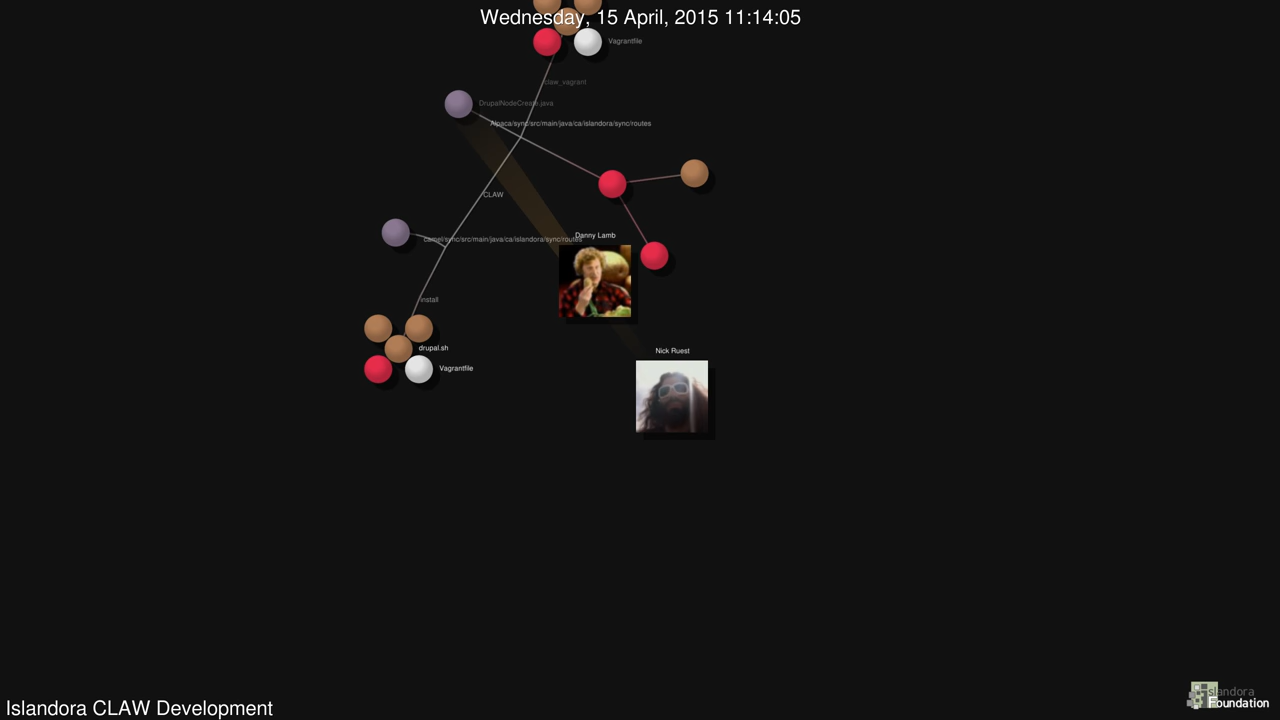 Wednesday, 15 April, 2015 11:14:05
Vagrantfile
claw_vagrant
DrupalNodeCreate.java
Alpaca/sync/src/main/java/ca/islandora/sync/routes
CLAW
Danny Lamb
camel/sync/src/main/java/ca/islandora/sync/routes
install
drupal.sh
Nick Ruest
Vagrantfile
Islandora CLAW Development
Islandora
Foundation